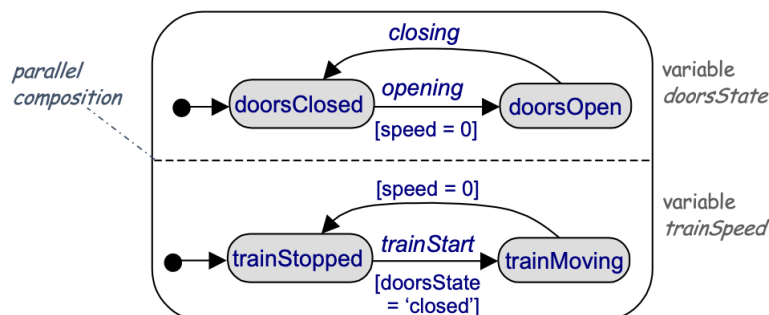 closing
parallel
composition
variable
doorsState
doorsClosed
opening
doorsOpen
[speed = 0]
[speed = 0]
variable
trainSpeed
trainStopped
trainStart
trainMoving
[doorsState
= ‘closed’]